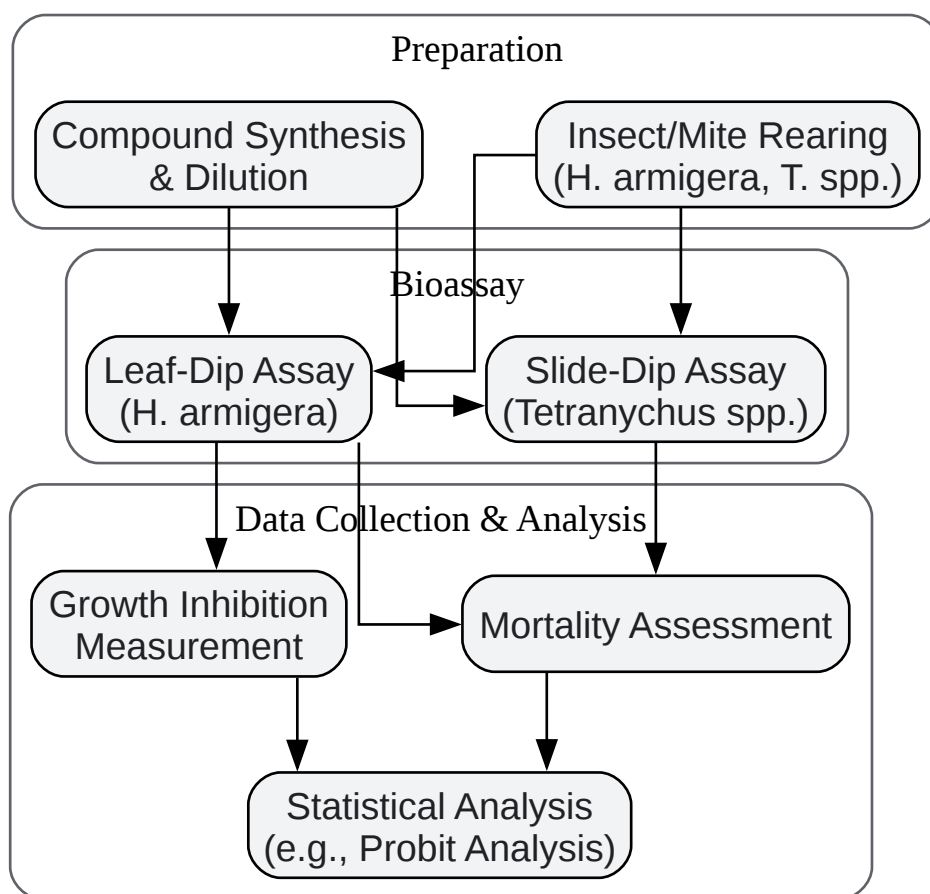 Preparation
Compound Synthesis
& Dilution
Insect/Mite Rearing
(H. armigera, T. spp.)
Bioassay
Leaf-Dip Assay
(H. armigera)
Slide-Dip Assay
(Tetranychus spp.)
Data Collection & Analysis
Growth Inhibition
Measurement
Mortality Assessment
Statistical Analysis
(e.g., Probit Analysis)